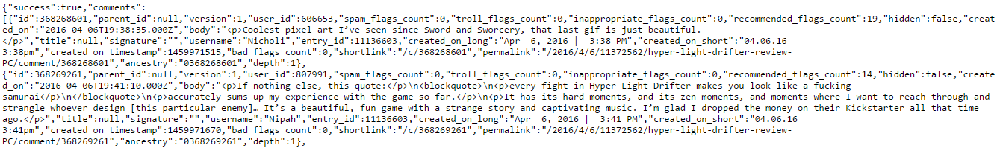 {"success":true,"comments":
[{"id":368268601,"parent_id":null,"version":1,"user_id":606653,"spam_flags_count":0,"troll_flags_count":0,"inappropriate_flags_count":0,"recommended_flags_count":19,"hidden":false,"creat
ed_on":"2016-04-06T19:38:35.000Z","body":"<p>Coolest pixel art I’ve seen since Sword and Sworcery, that last gif is just beautiful.
</p>","title":null,"signature":"","username":"Nicholi","entry_id":11136603,"created_on_long":"Apr  6, 2016 |  3:38 PM","created_on_short":"04.06.16
3:38pm","created_on_timestamp":1459971515,"bad_flags_count":0,"shortlink":"/c/368268601","permalink":"/2016/4/6/11372562/hyper-light-drifter-review-
PC/comment/368268601","ancestry":"0368268601","depth":1},
{"id":368269261,"parent_id":null,"version":1,"user_id":807991,"spam_flags_count":0,"troll_flags_count":0,"inappropriate_flags_count":0,"recommended_flags_count":14,"hidden":false,"create
d_on":"2016-04-06T19:41:10.000Z","body":"<p>If nothing else, this quote:</p>\n<blockquote>\n<p>every fight in Hyper Light Drifter makes you look like a fucking
samurai</p>\n</blockquote>\n<p>accurately sums up my experience with the game so far.</p>\n<p>It has its hard moments, and its zen moments, and moments where I want to reach through and
strangle whoever design [this particular enemy]… It’s a beautiful, fun game with a strange story and captivating music. I’m glad I dropped the money on their Kickstarter all that time
ago.</p>","title":null,"signature":"","username":"Nipah","entry_id":11136603,"created_on_long":"Apr  6, 2016 |  3:41 PM","created_on_short":"04.06.16
3:41pm","created_on_timestamp":1459971670,"bad_flags_count":0,"shortlink":"/c/368269261","permalink":"/2016/4/6/11372562/hyper-light-drifter-review-
PC/comment/368269261","ancestry":"0368269261","depth":1},